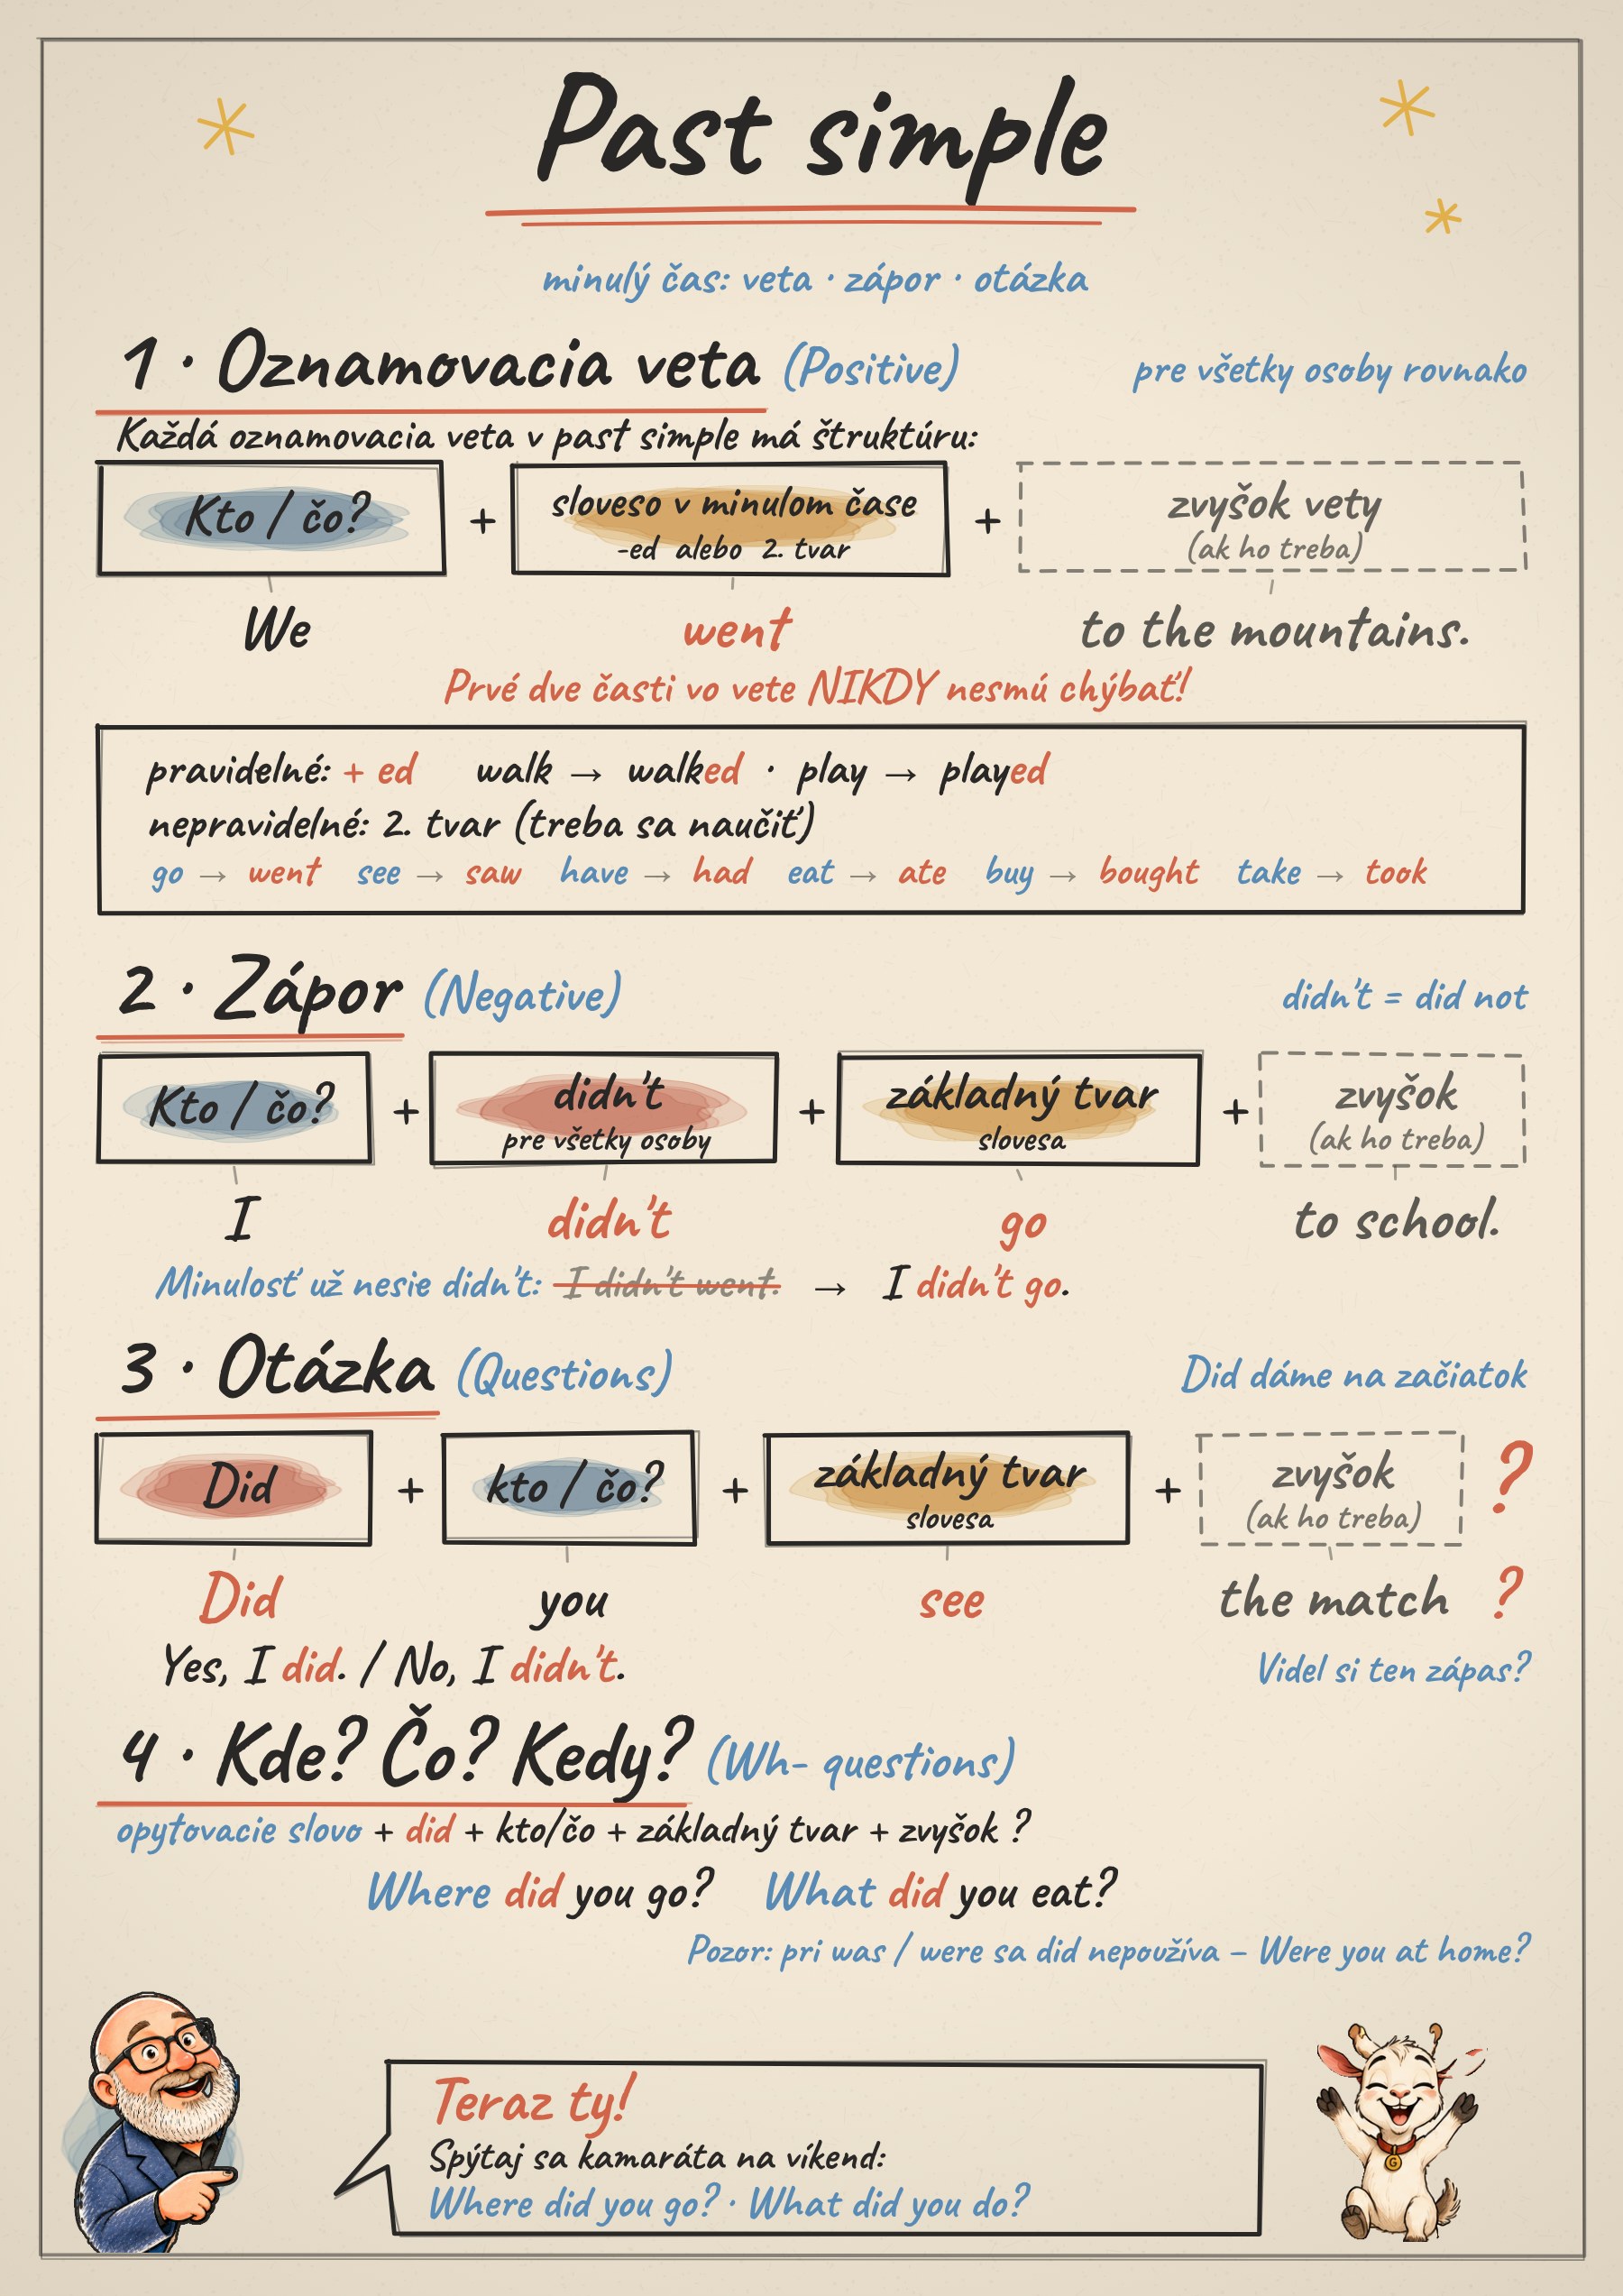 Past simple
minulý čas: veta · zápor · otázka
1 · Oznamovacia veta (Positive) pre všetky osoby rovnako
Každá oznamovacia veta v past simple má štruktúru:
Kto / čo? + sloveso v minulom čase + zvyšok vety
-ed alebo 2. tvar (ak ho treba)
We went to the mountains.
Prvé dve časti vo vete NIKDY nesmú chýbať!
pravidelné: + ed walk → walked · play → played
nepravidelné: 2. tvar (treba sa naučiť)
go → went see → saw have → had eat → ate buy → bought take → took
2 · Zápor (Negative) didn't = did not
Kto / čo? + didn't + základný tvar + zvyšok
pre všetky osoby slovesa (ak ho treba)
I didn't go to school.
Minulosť už nesie didn't: I didn't went. → I didn't go.
3 · Otázka (Questions) Did dáme na začiatok
Did + kto / čo? + základný tvar + zvyšok ?
slovesa (ak ho treba)
Did you see the match ?
Yes, I did. / No, I didn't. Videl si ten zápas?
4 · Kde? Čo? Kedy? (Wh- questions)
opytovacie slovo + did + kto/čo + základný tvar + zvyšok ?
Where did you go? What did you eat?
Pozor: pri was / were sa did nepoužíva – Were you at home?
Teraz ty!
Spýtaj sa kamaráta na víkend:
Where did you go? · What did you do?
G